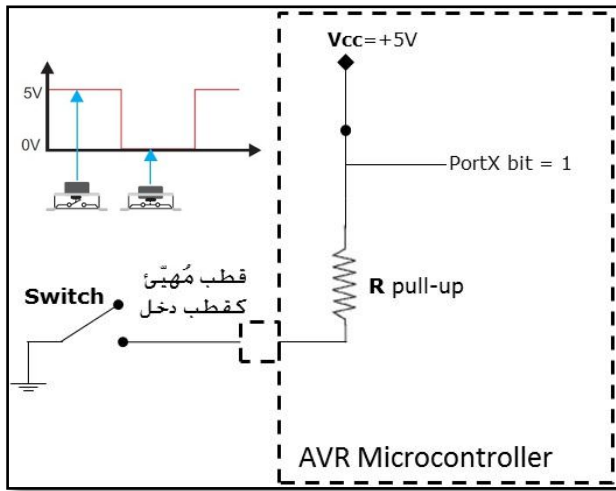 Vcc=+5V
5V
0V
PortX bit = 1
قطب مُهيّئ
كقطب دخل
Switch
R pull-up
AVR Microcontroller